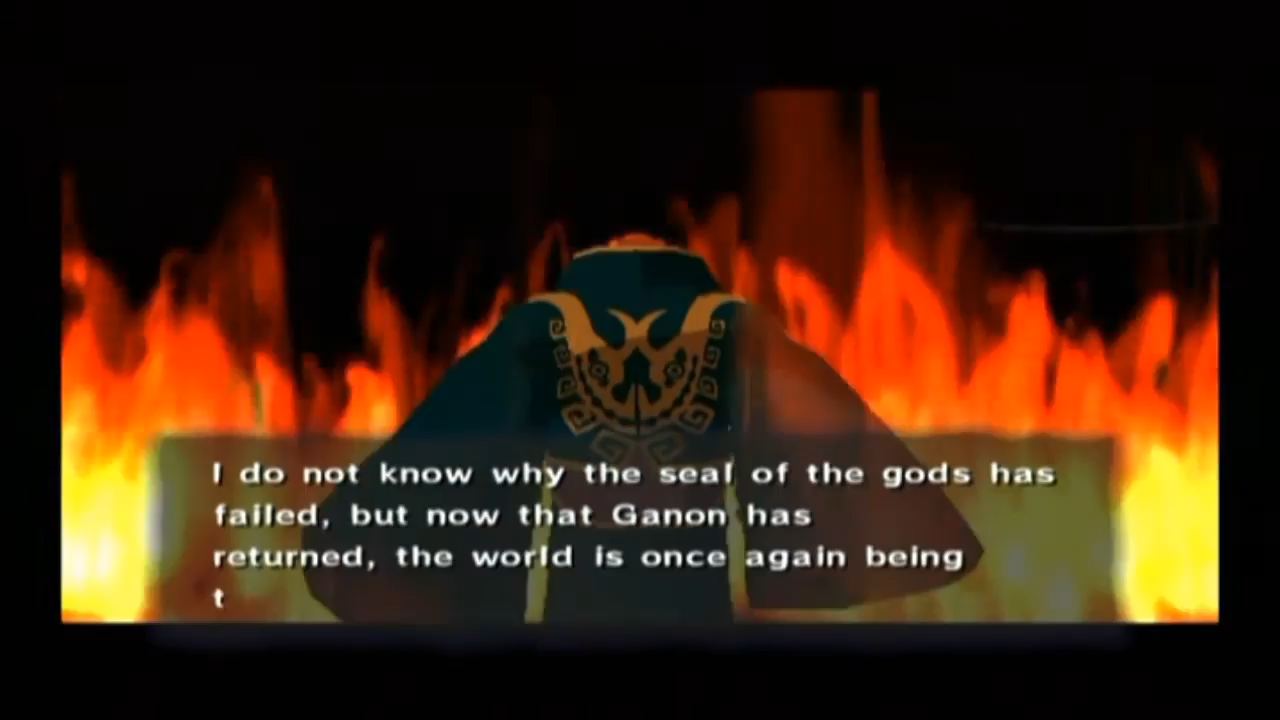 I do not know why the seal of the gods has
failed, but now that Ganon has
returned, the world is once again being
t